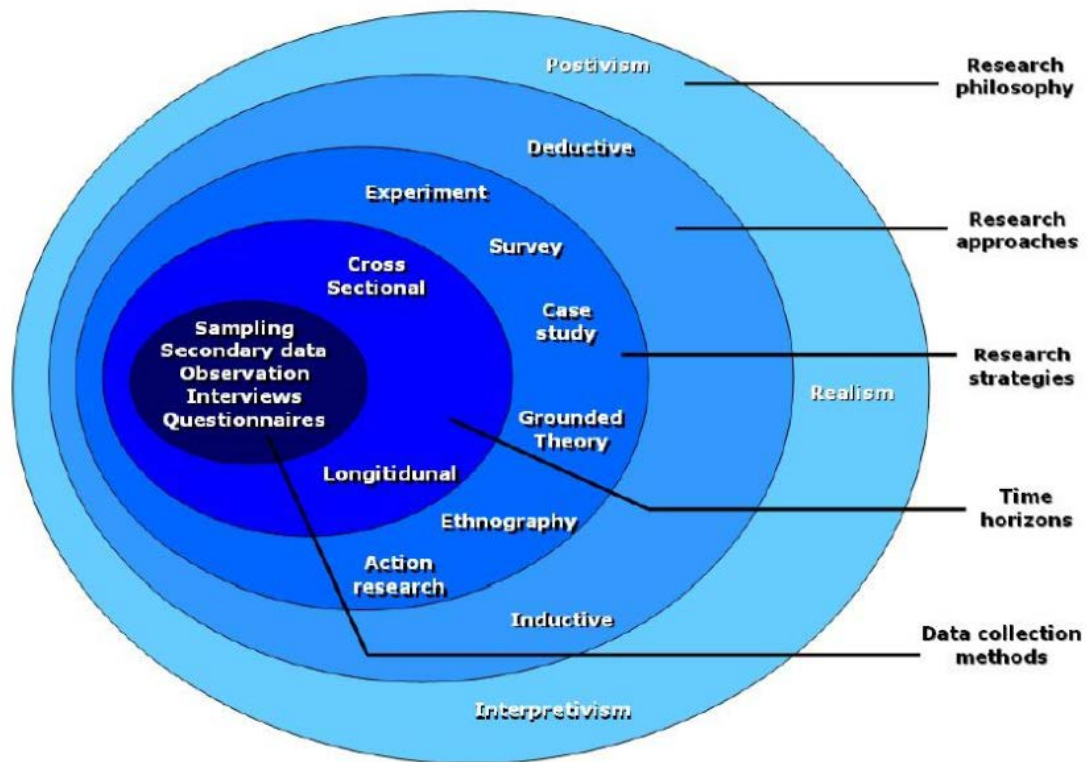 Postivism
Research
philosophy
Deductive
Experiment
Research
approaches
Survey
Cross
Sectional
Case
study
Sampling
Secondary data
Observation
Interviews
Questionnaires
Research
strategies
Realism
Grounded
Theory
Longitidunal
Time
horizons
Ethnography
Action
research
Inductive
Data collection
methods
Interpretivism